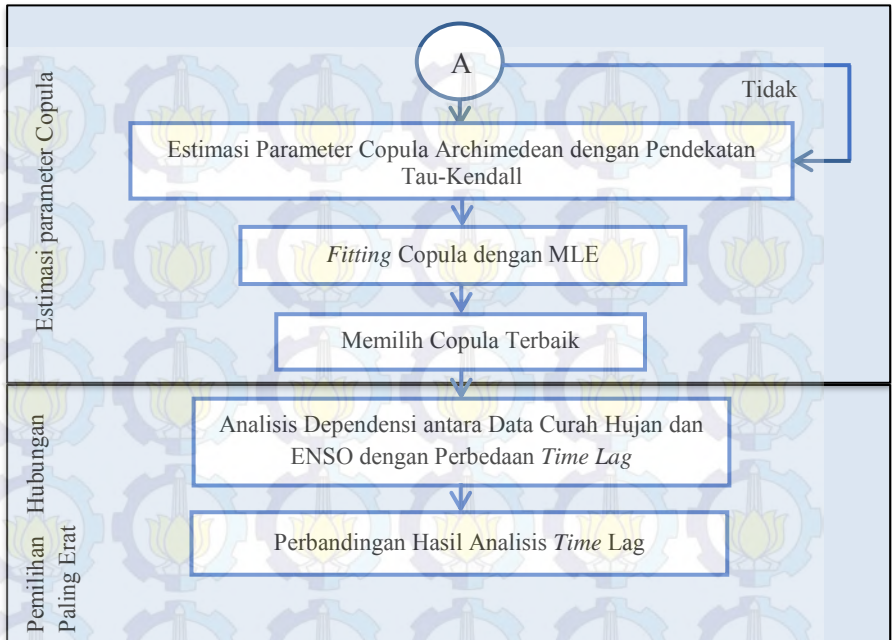 A
Tidak
Estimasi parameter Copula
Estimasi Parameter Copula Archimedean dengan Pendekatan
Tau-Kendall
Fitting Copula dengan MLE
Memilih Copula Terbaik
Pemilihan Hubungan
Paling Erat
Analisis Dependensi antara Data Curah Hujan dan
ENSO dengan Perbedaan Time Lag
Perbandingan Hasil Analisis Time Lag